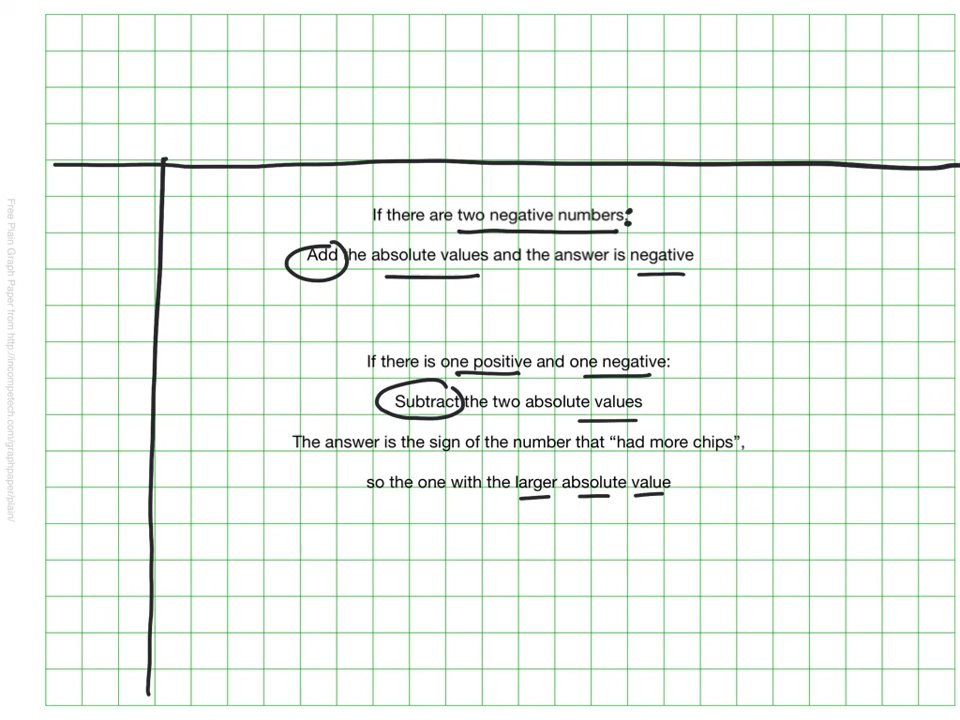 If there are two negative numbers:
Add the absolute values and the answer is negative
If there is one positive and one negative:
Subtract the two absolute values
The answer is the sign of the number that “had more chips”,
so the one with the larger absolute value
Free Plain Graph Paper from http://incompetech.com/graphpaper/plain/